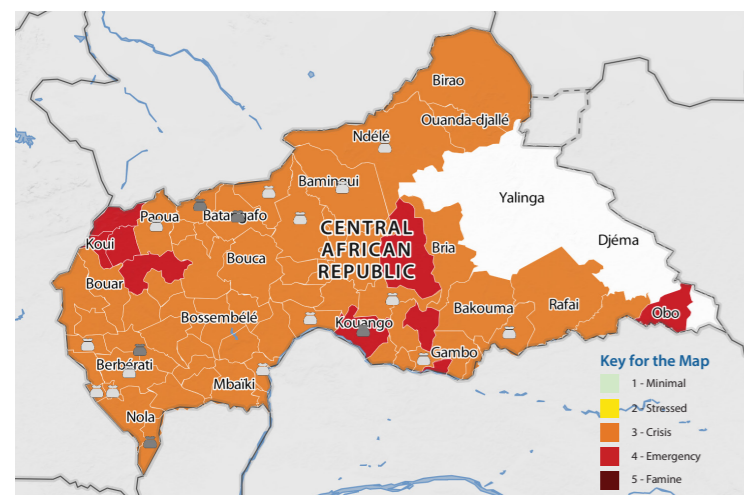 Birao
Ouanda-djallé
Ndélé
Bamingui
Yalinga
Paoua
Koui
CENTRAL
AFRICAN
REPUBLIC
Bria
Djéma
Bouca
Bouar
Bossembélé
Kouango
Bakouma
Rafai
Obo
Gambo
Berbérati
Mbaïki
Nola
Key for the Map
1 - Minimal
2 - Stressed
3 - Crisis
4 - Emergency
5 - Famine